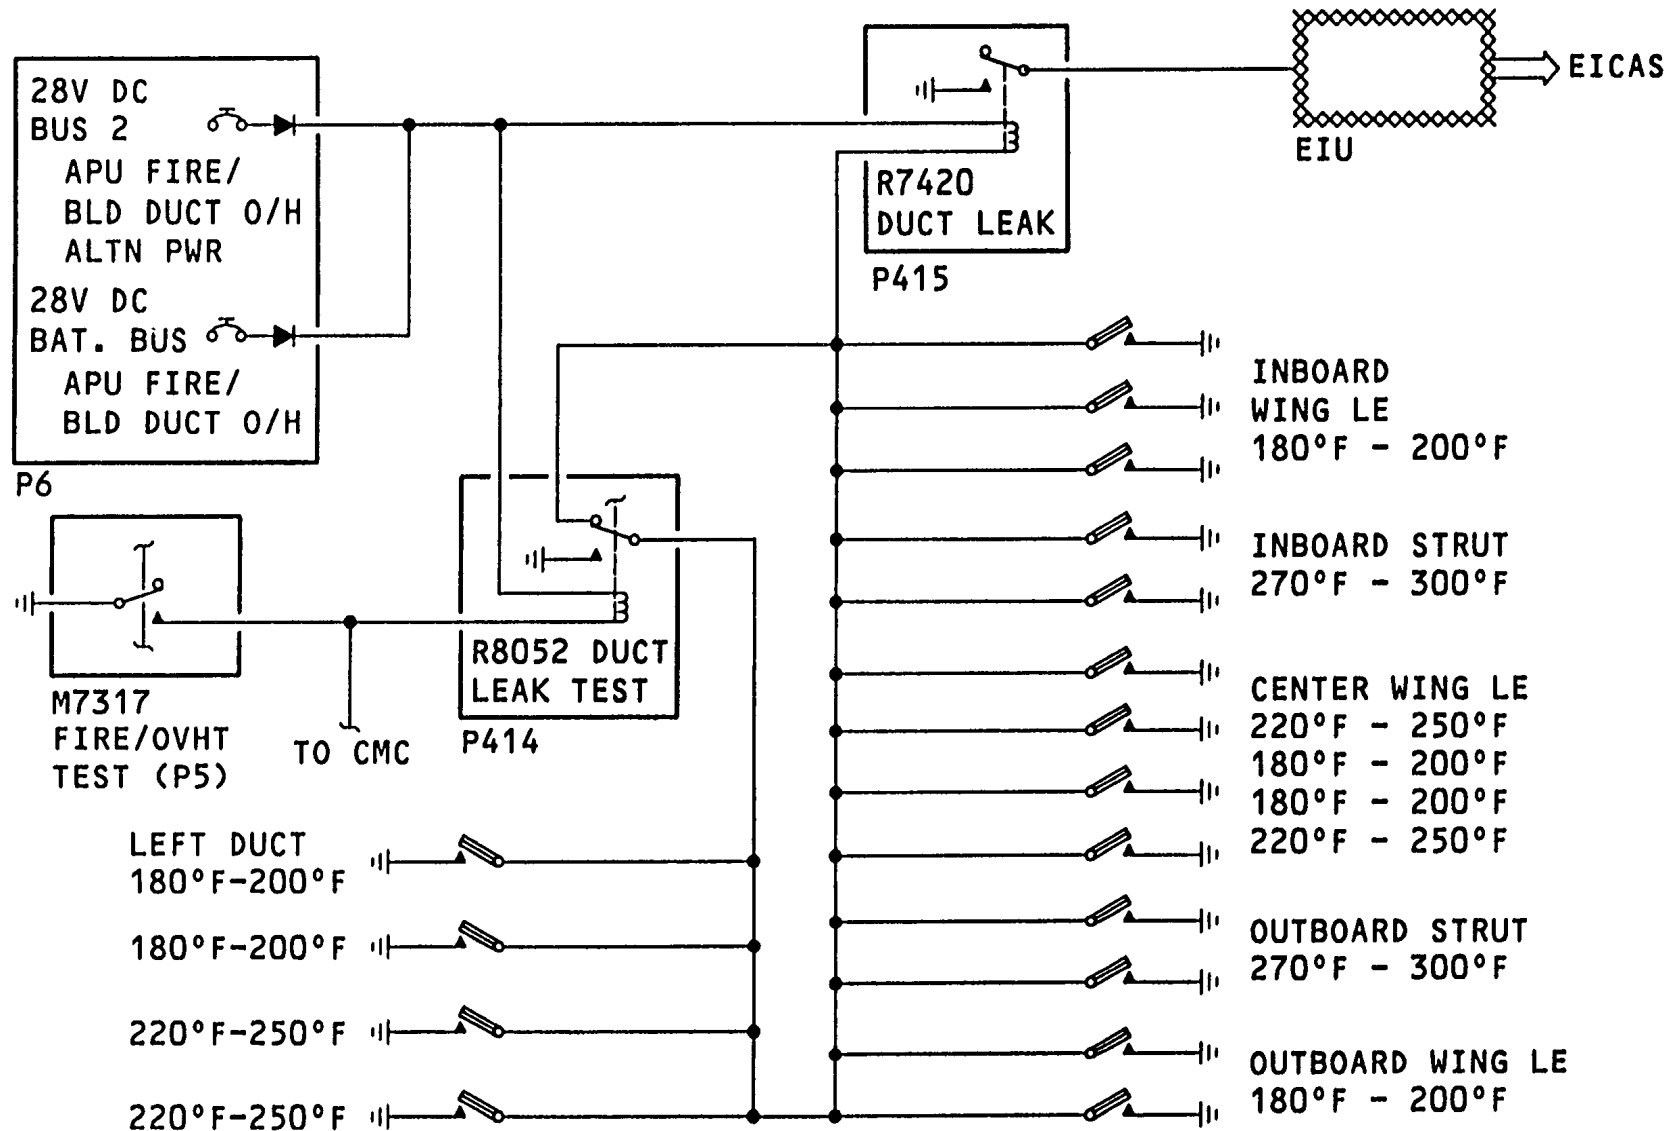 28V DC
BUS 2
APU FIRE/
BLD DUCT O/H
ALTN PWR
28V DC
BAT. BUS
APU FIRE/
BLD DUCT O/H
P6
M7317
FIRE/OVHT
TEST (P5)
TO CMC
R8052 DUCT
LEAK TEST
P414
R7420
DUCT LEAK
P415
EIU
EICAS
INBOARD
WING LE
180°F - 200°F
INBOARD STRUT
270°F - 300°F
CENTER WING LE
220°F - 250°F
180°F - 200°F
180°F - 200°F
220°F - 250°F
OUTBOARD STRUT
270°F - 300°F
OUTBOARD WING LE
180°F - 200°F
LEFT DUCT
180°F-200°F
180°F-200°F
220°F-250°F
220°F-250°F